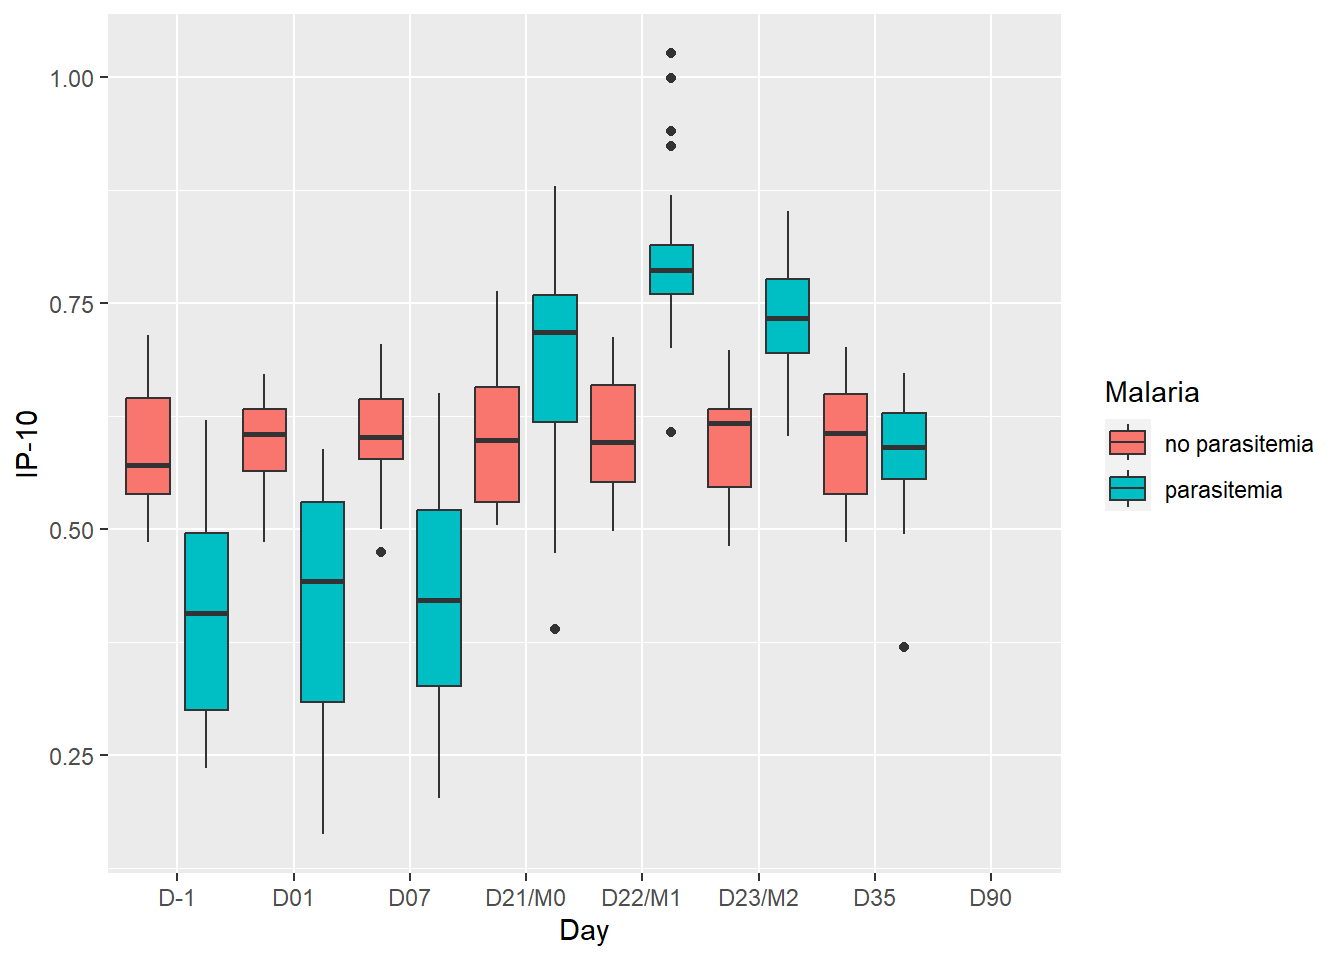 IP-10
1.00
0.75
0.50
0.25
D-1 D01 D07 D21/M0 D22/M1 D23/M2 D35 D90
Day
Malaria
no parasitemia
parasitemia